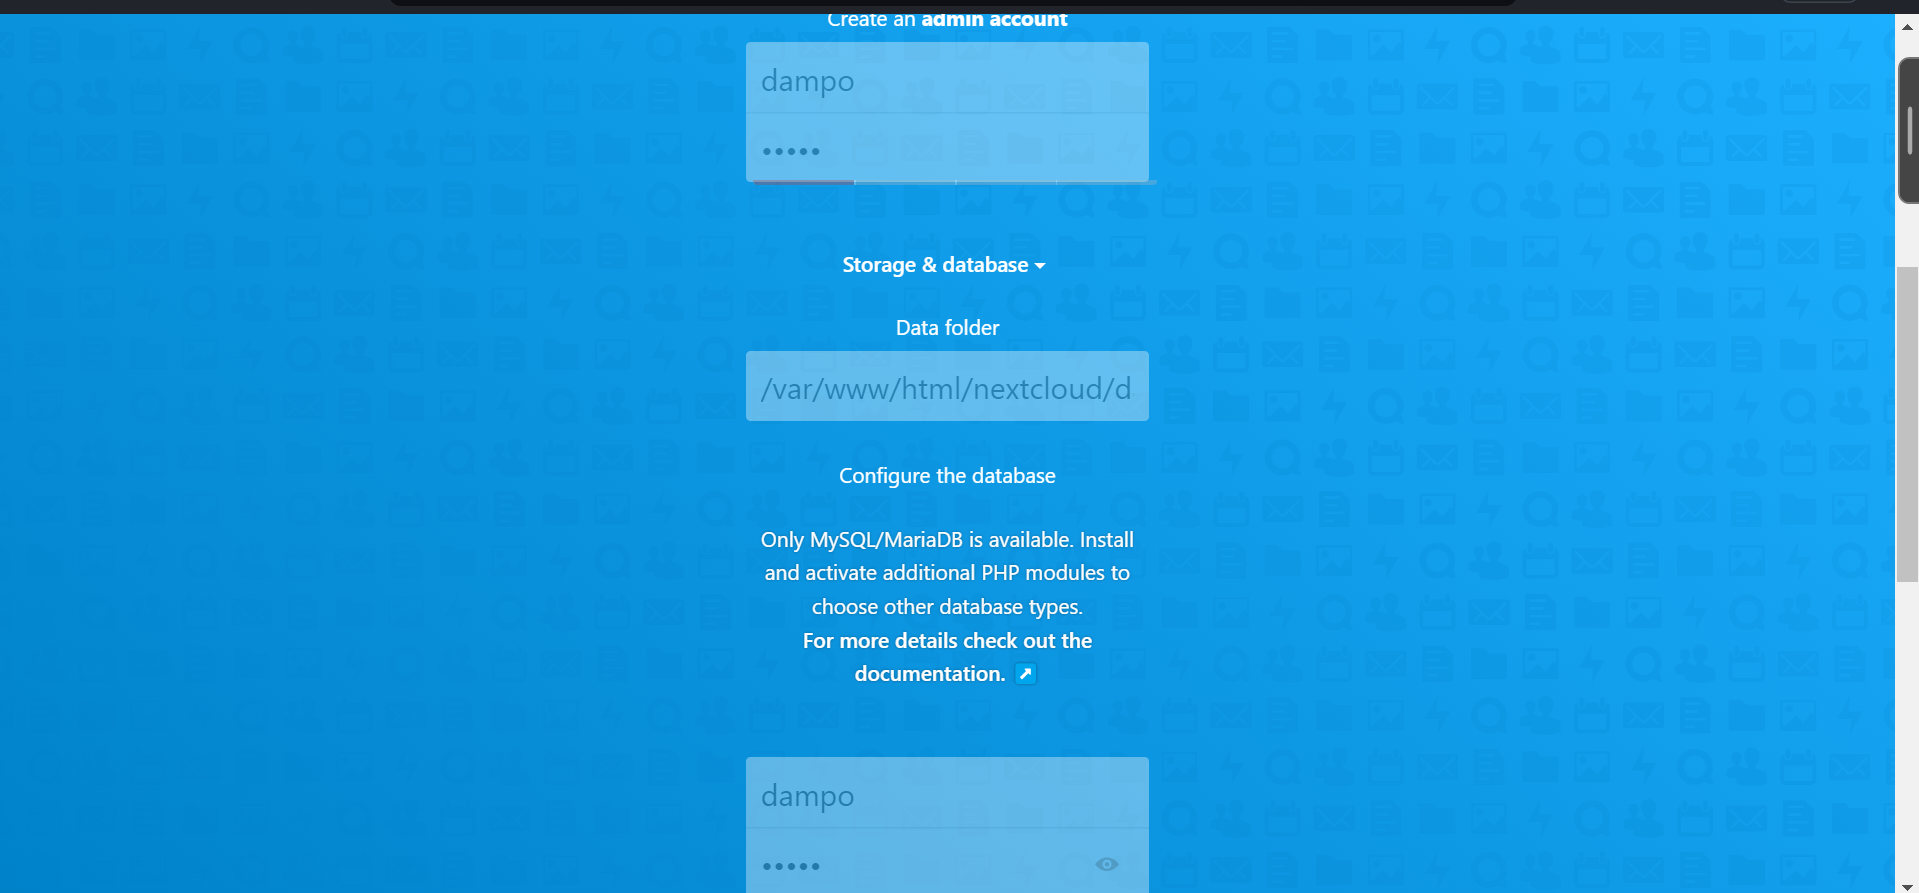 Create an admin account
dampo
•••••
Storage & database
Data folder
/var/www/html/nextcloud/d
Configure the database
Only MySQL/MariaDB is available. Install
and activate additional PHP modules to
choose other database types.
For more details check out the
documentation.
dampo
•••••